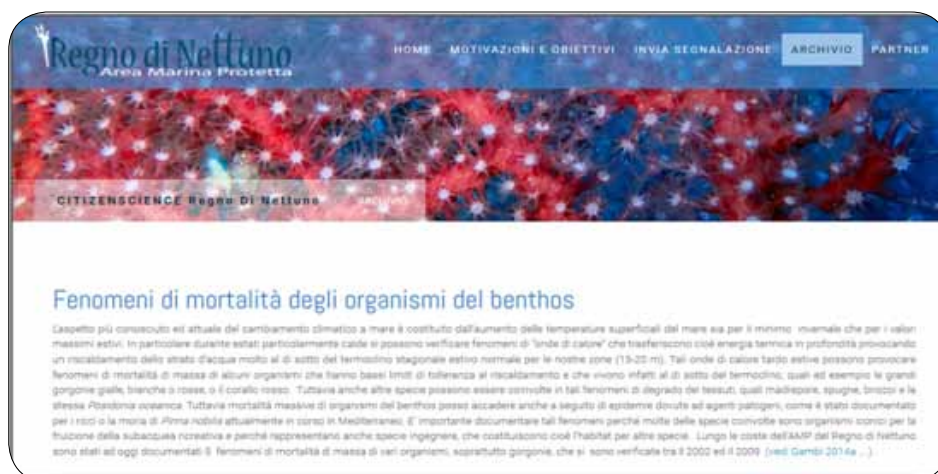 Regno di Nettuno
Area Marina Protetta
HOME MOTIVAZIONI E OBIETTIVI INVIA SEGNALAZIONE ARCHIVIO PARTNER
CITIZENSCIENCE Regno Di Nettuno ARCHIVIO
Fenomeni di mortalità degli organismi del benthos
L'aspetto più conosciuto ed attuale del cambiamento climatico a mare è costituito dall'aumento delle temperature superficiali del mare sia per il minimo invernale che per i valori
massimi estivi. In particolare durante estati particolarmente calde si possono verificare fenomeni di "onde di calore" che trasferiscono cioè energia termica in profondità provocando
un riscaldamento dello strato d'acqua molto al di sotto del termoclino stagionale estivo normale per le nostre zone (15-20 m). Tali onde di calore tardo estive possono provocare
fenomeni di mortalità di massa di alcuni organismi che hanno bassi limiti di tolleranza al riscaldamento e che vivono infatti al di sotto del termoclino, quali ad esempio le grandi
gorgonie gialle, bianche o rosse, o il corallo rosso. Tuttavia anche altre specie possono essere coinvolte in tali fenomeni di degrado dei tessuti, quali madrepore, spugne, briozoi e la
stessa Posidonia oceanica. Tuttavia mortalità massive di organismi del benthos posso accadere anche a seguito di epidemie dovute ad agenti patogeni, come è stato documentato
per i ricci o la moria di Pinna nobilis attualmente in corso in Mediterraneo. E' importante documentare tali fenomeni perché molte delle specie coinvolte sono organismi iconici per la
fruizione della subacquea ricreativa e perché rappresentano anche specie ingegnere, che costituiscono cioè l'habitat per altre specie. Lungo le coste dell'AMP del Regno di Nettuno
sono stati ad oggi documentati fenomeni di mortalità di massa di vari organismi, soprattutto gorgonie, che si sono verificate tra il 2002 ed il 2009 (vedi Gambi 2014a ...)